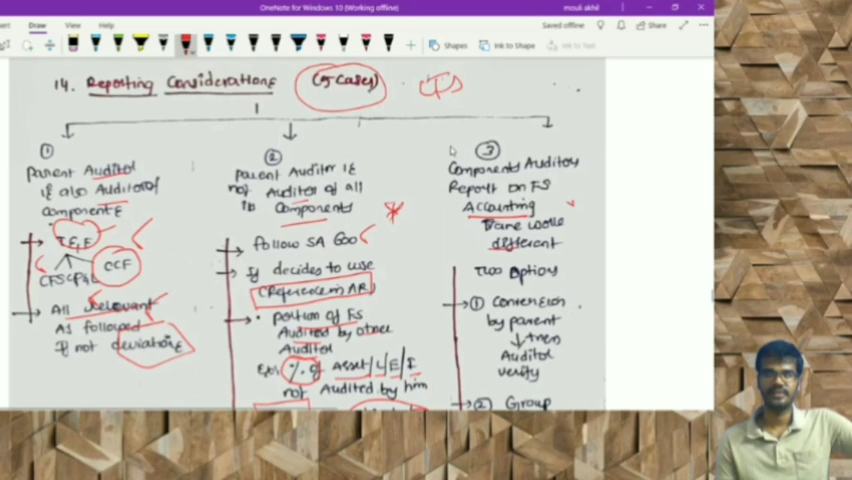 OneNote for Windows 10 (Working offline)
mouli akhil
Draw
View
Help
Saved offline
Share
Shapes
Ink to Shape
Ink to Text
14. Reporting Considerations (5 cases)
CFS
①
Parent Auditor
is also Auditor of
Components
T&F
CCF
All relevant
As followed
If not deviations
②
Parent Auditor is
not Auditor of all
its Components
Follow SA 600
If decides to use
(Reference in AR)
• portion of FS
Audited by other
Auditor
% of Asset/L/E/I
not Audited by him
③
Components Auditors
Report on FS
Accounting
Frame work
different
Two options
① Conversion
by parent
then
Auditor
verify
② Group